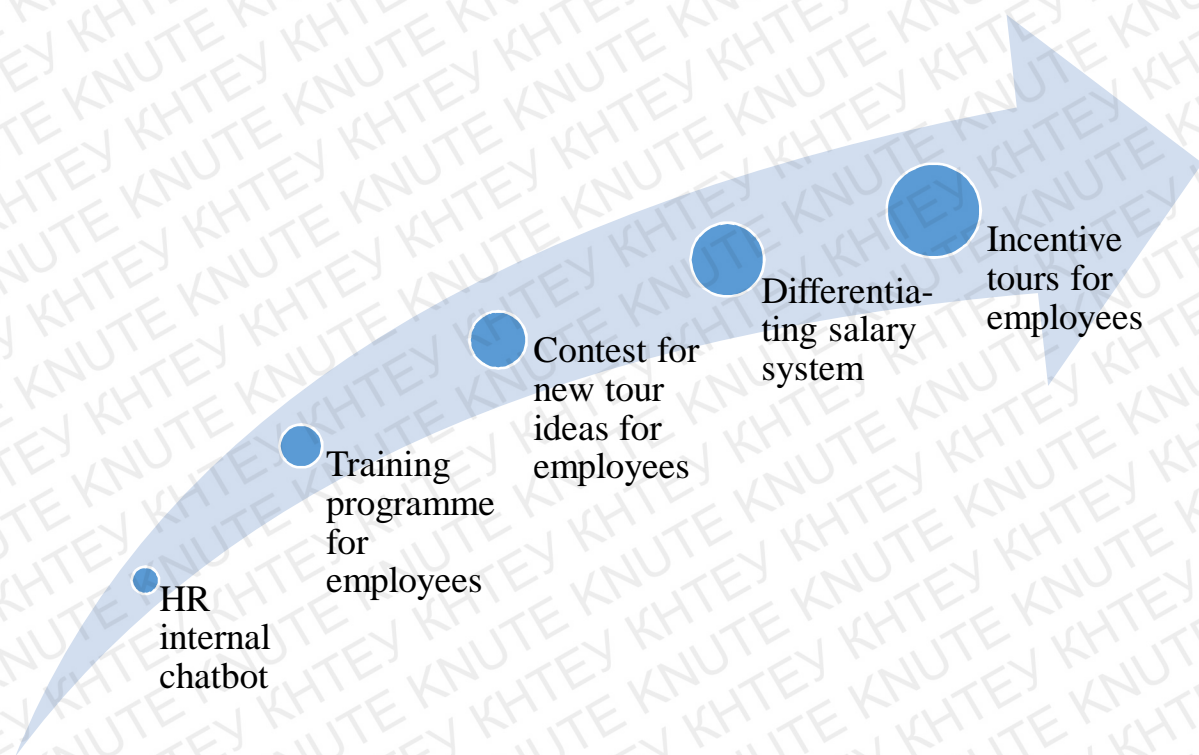 HR
internal
chatbot
Training
programme
for
employees
Contest for
new tour
ideas for
employees
Differentia-
ting salary
system
Incentive
tours for
employees